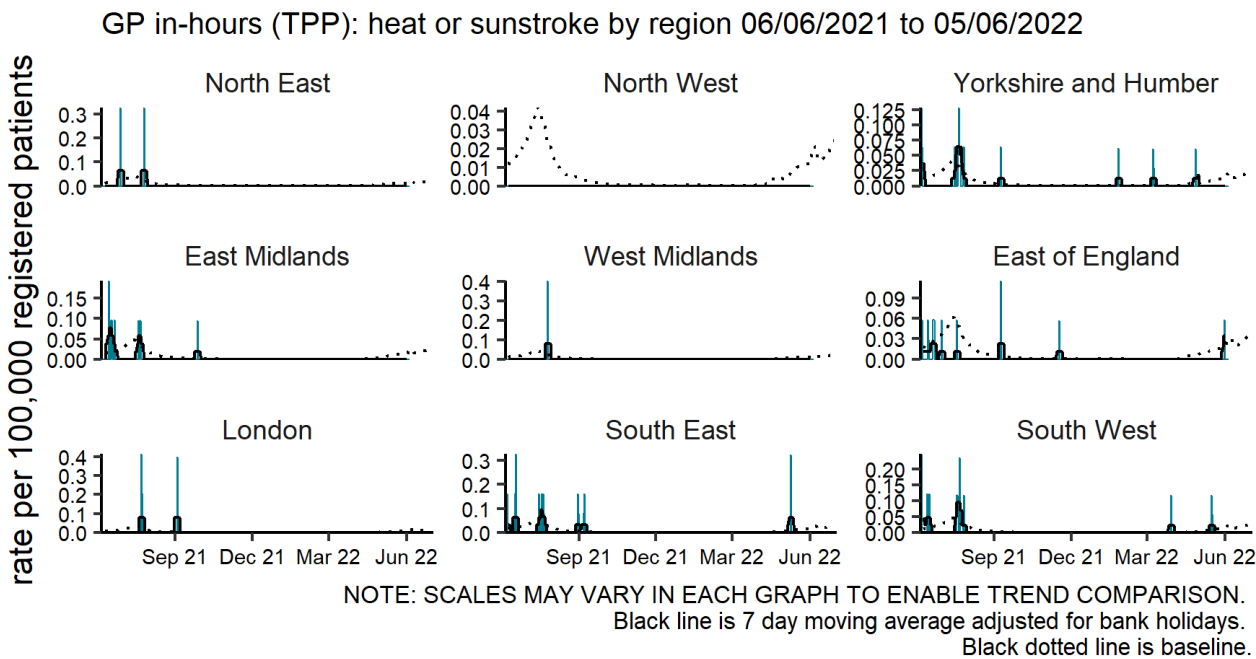 GP in-hours (TPP): heat or sunstroke by region 06/06/2021 to 05/06/2022
rate per 100,000 registered patients
North East
0.3
0.2
0.1
0.0
North West
0.04
0.03
0.02
0.01
0.00
Yorkshire and Humber
0.125
0.100
0.075
0.050
0.025
0.000
East Midlands
0.15
0.10
0.05
0.00
West Midlands
0.4
0.3
0.2
0.1
0.0
East of England
0.09
0.06
0.03
0.00
London
0.4
0.3
0.2
0.1
0.0
Sep 21 Dec 21 Mar 22 Jun 22
South East
0.3
0.2
0.1
0.0
Sep 21 Dec 21 Mar 22 Jun 22
South West
0.20
0.15
0.10
0.05
0.00
Sep 21 Dec 21 Mar 22 Jun 22
NOTE: SCALES MAY VARY IN EACH GRAPH TO ENABLE TREND COMPARISON.
Black line is 7 day moving average adjusted for bank holidays.
Black dotted line is baseline.